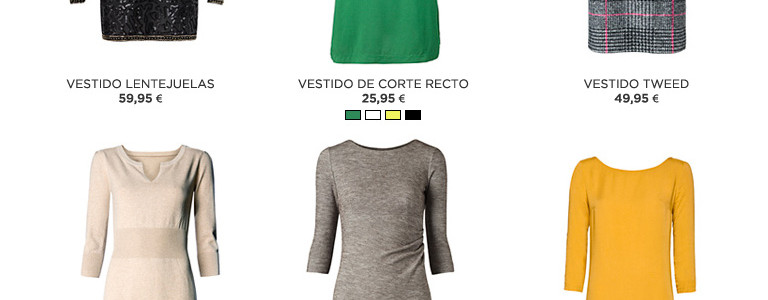 VESTIDO LENTEJUELAS
59,95 €
VESTIDO DE CORTE RECTO
25,95 €
VESTIDO TWEED
49,95 €